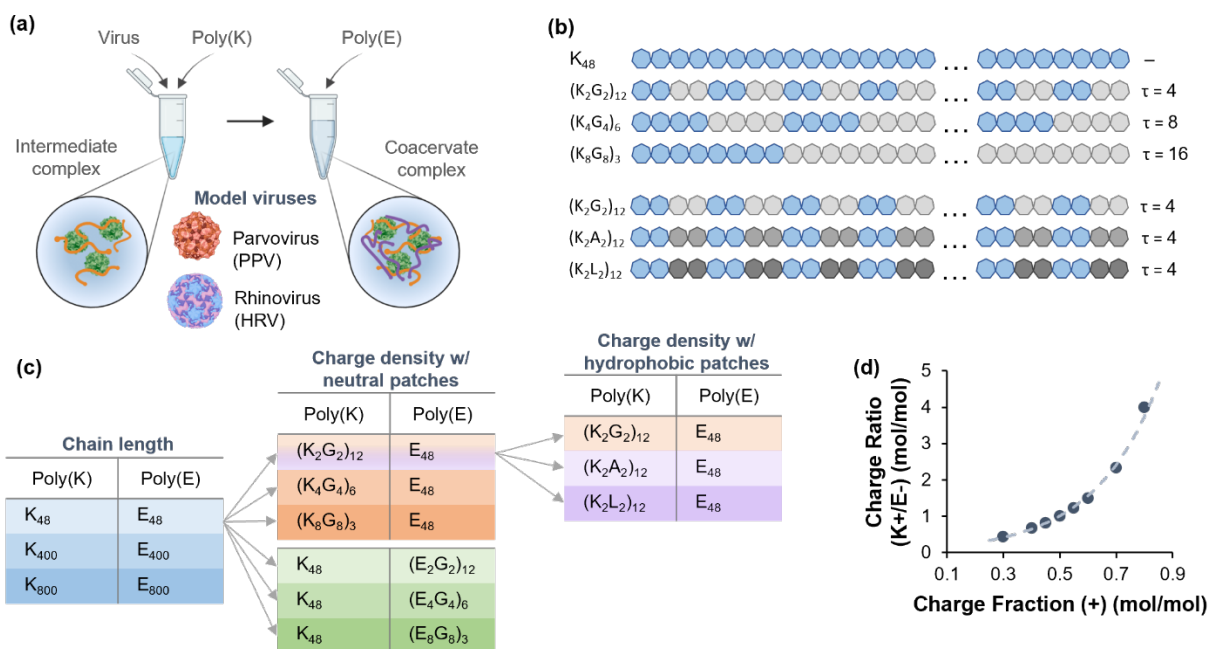 (a)
Virus
Poly(K)
Poly(E)
Intermediate
complex
Coacervate
complex
Model viruses
Parvovirus
(PPV)
Rhinovirus
(HRV)
(b)
K₄₈ ... –
(K₂G₂)₁₂ ... τ = 4
(K₄G₄)₆ ... τ = 8
(K₈G₈)₃ ... τ = 16
(K₂G₂)₁₂ ... τ = 4
(K₂A₂)₁₂ ... τ = 4
(K₂L₂)₁₂ ... τ = 4
(c)
Chain length
Poly(K) Poly(E)
K₄₈ E₄₈
K₄₀₀ E₄₀₀
K₈₀₀ E₈₀₀
Charge density w/
neutral patches
Poly(K) Poly(E)
(K₂G₂)₁₂ E₄₈
(K₄G₄)₆ E₄₈
(K₈G₈)₃ E₄₈
K₄₈ (E₂G₂)₁₂
K₄₈ (E₄G₄)₆
K₄₈ (E₈G₈)₃
Charge density w/
hydrophobic patches
Poly(K) Poly(E)
(K₂G₂)₁₂ E₄₈
(K₂A₂)₁₂ E₄₈
(K₂L₂)₁₂ E₄₈
(d)
Charge Ratio
(K+/E-) (mol/mol)
5
4
3
2
1
0
0.1 0.3 0.5 0.7 0.9
Charge Fraction (+) (mol/mol)